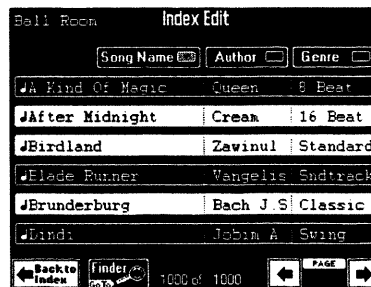 Ball Room Index Edit
Song Name Author Genre
A Kind Of Magic Queen 8 Beat
After Midnight Cream 16 Beat
Birdland Zawinul Standard
Blade Runner Vangelis Sndtrack
Brunderburg Bach J.S Classic
Dindi Jobim A Swing
Back to Index Finder GoTo 1000 of 1000 PAGE